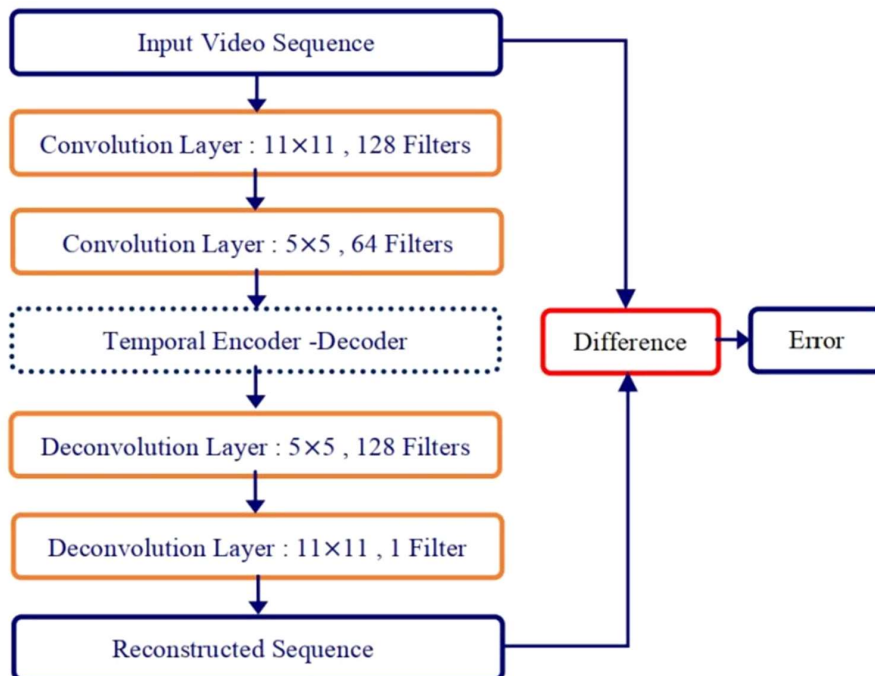 Input Video Sequence
Convolution Layer : 11×11 , 128 Filters
Convolution Layer : 5×5 , 64 Filters
Temporal Encoder -Decoder
Difference
Error
Deconvolution Layer : 5×5 , 128 Filters
Deconvolution Layer : 11×11 , 1 Filter
Reconstructed Sequence